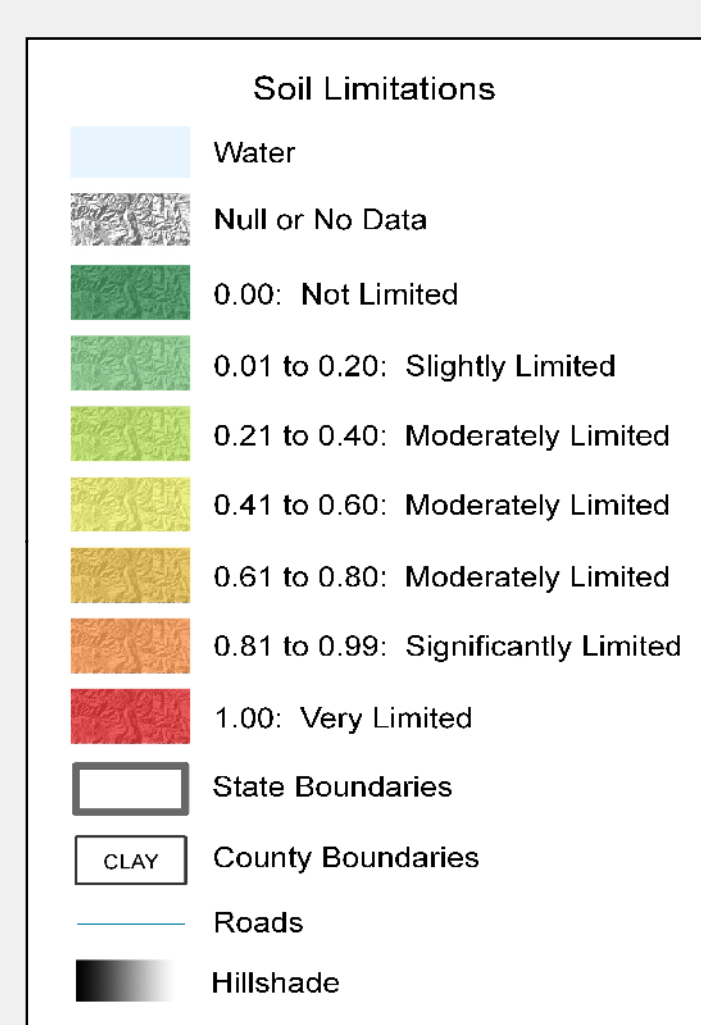 Soil Limitations
Water
Null or No Data
0.00: Not Limited
0.01 to 0.20: Slightly Limited
0.21 to 0.40: Moderately Limited
0.41 to 0.60: Moderately Limited
0.61 to 0.80: Moderately Limited
0.81 to 0.99: Significantly Limited
1.00: Very Limited
State Boundaries
CLAY County Boundaries
Roads
Hillshade